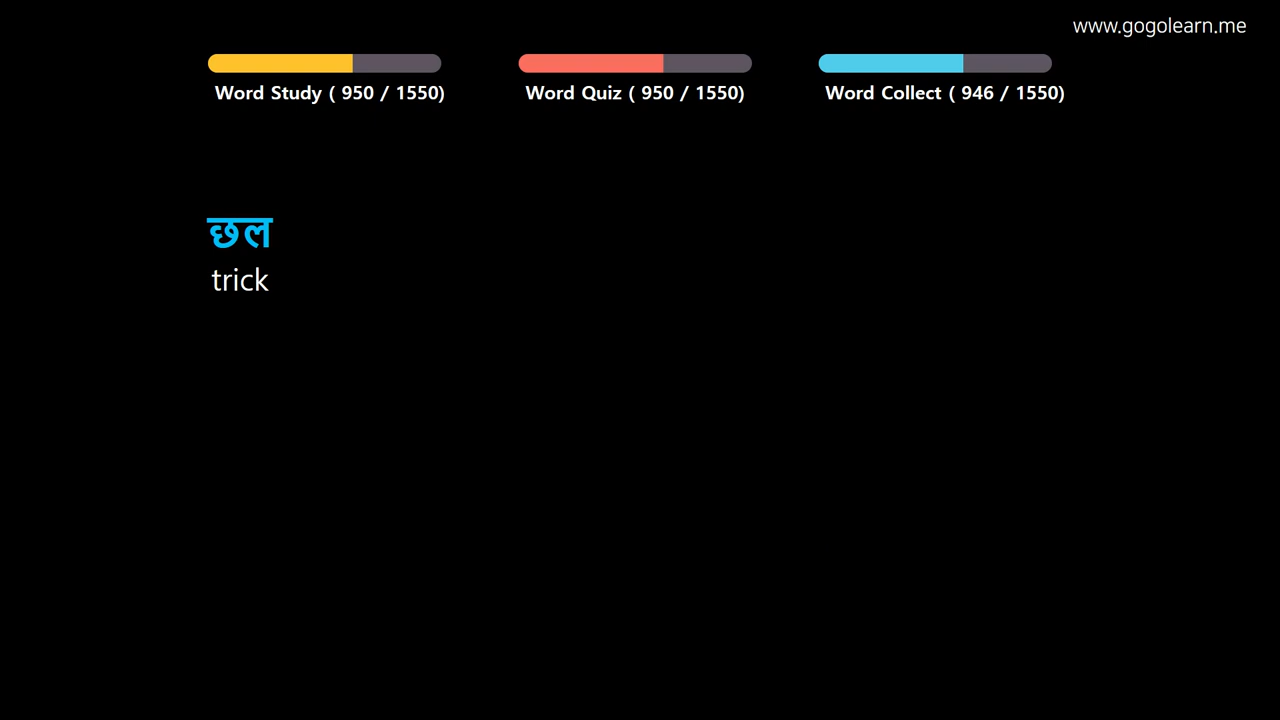 www.gogolearn.me
Word Study ( 950 / 1550)
Word Quiz ( 950 / 1550)
Word Collect ( 946 / 1550)
छल
trick